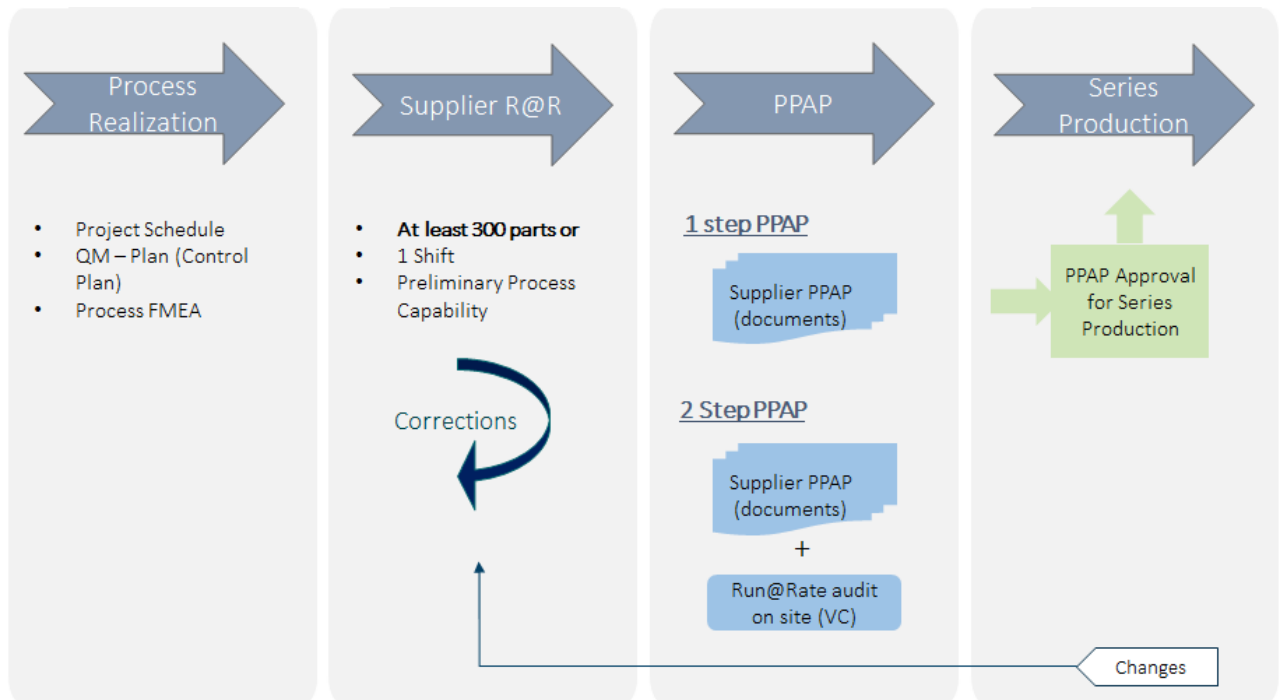 Process
Realization
Supplier R@R
PPAP
Series
Production
• Project Schedule
• QM – Plan (Control
Plan)
• Process FMEA
• At least 300 parts or
• 1 Shift
• Preliminary Process
Capability
Corrections
1 step PPAP
Supplier PPAP
(documents)
2 Step PPAP
Supplier PPAP
(documents)
+
Run@Rate audit
on site (VC)
PPAP Approval
for Series
Production
Changes